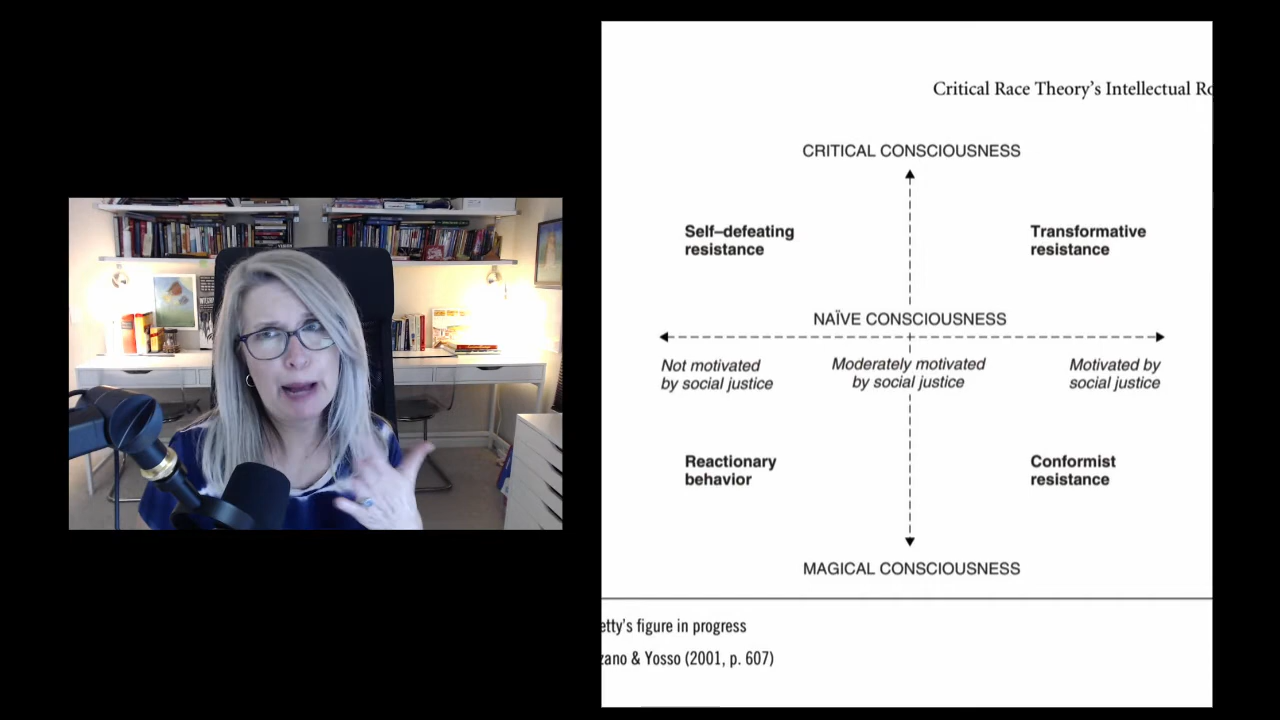 Critical Race Theory's Intellectual Ro
CRITICAL CONSCIOUSNESS
Self–defeating
resistance
Transformative
resistance
NAÏVE CONSCIOUSNESS
Not motivated
by social justice
Moderately motivated
by social justice
Motivated by
social justice
Reactionary
behavior
Conformist
resistance
MAGICAL CONSCIOUSNESS
etty's figure in progress
zano & Yosso (2001, p. 607)